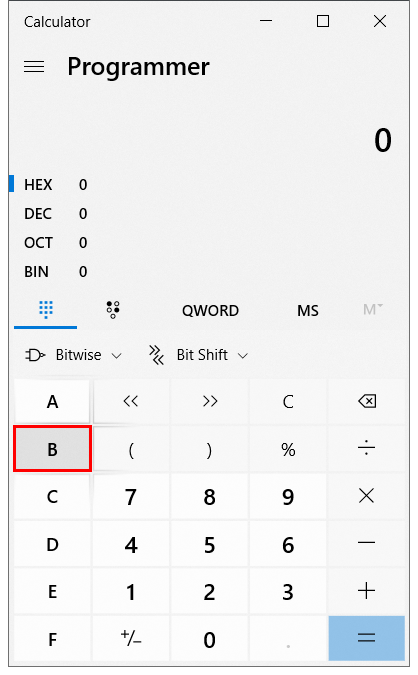 Calculator
Programmer
0
HEX 0
DEC 0
OCT 0
BIN 0
QWORD MS M
Bitwise Bit Shift
A << >> C
B ( ) % ÷
C 7 8 9 ×
D 4 5 6 −
E 1 2 3 +
F +/− 0 . =